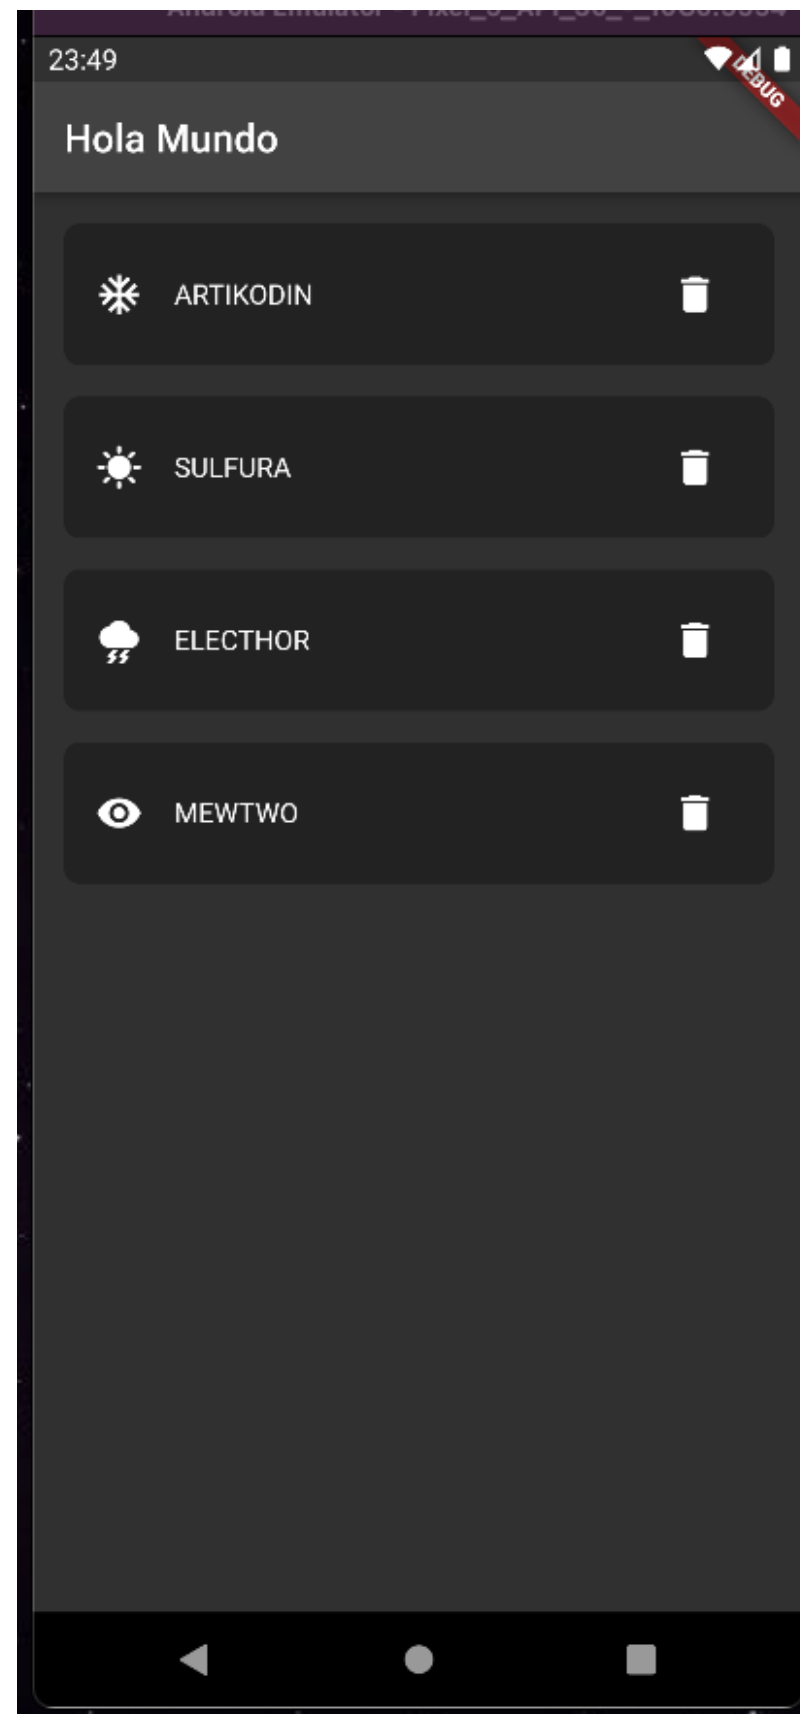 23:49
DEBUG
Hola Mundo
ARTIKODIN
SULFURA
ELECTHOR
MEWTWO